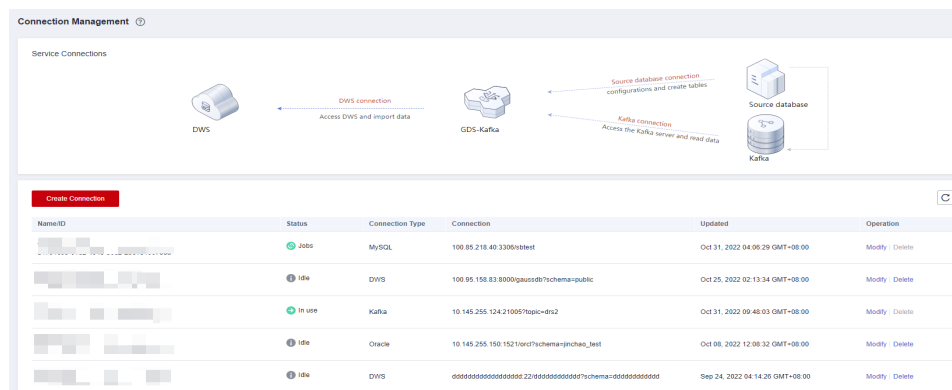 Connection Management
Service Connections
DWS connection
Access DWS and import data
DWS
GDS-Kafka
Source database connection
configurations and create tables
Source database
Kafka connection
Access the Kafka server and read data
Kafka
Create Connection
Name/ID Status Connection Type Connection Updated Operation
Jobs MySQL 100.85.218.40:3306/sbtest Oct 31, 2022 04:06:29 GMT+08:00 Modify | Delete
Idle DWS 100.95.158.83:8000/gaussdb?schema=public Oct 25, 2022 02:13:34 GMT+08:00 Modify | Delete
In use Kafka 10.145.255.124:21005?topic=drs2 Oct 31, 2022 09:48:03 GMT+08:00 Modify | Delete
Idle Oracle 10.145.255.150:1521/orcl?schema=jinchao_test Oct 08, 2022 12:08:32 GMT+08:00 Modify | Delete
Idle DWS dddddddddddddddddd:22/dddddddddddd?schema=dddddddddddd Sep 24, 2022 04:14:26 GMT+08:00 Modify | Delete